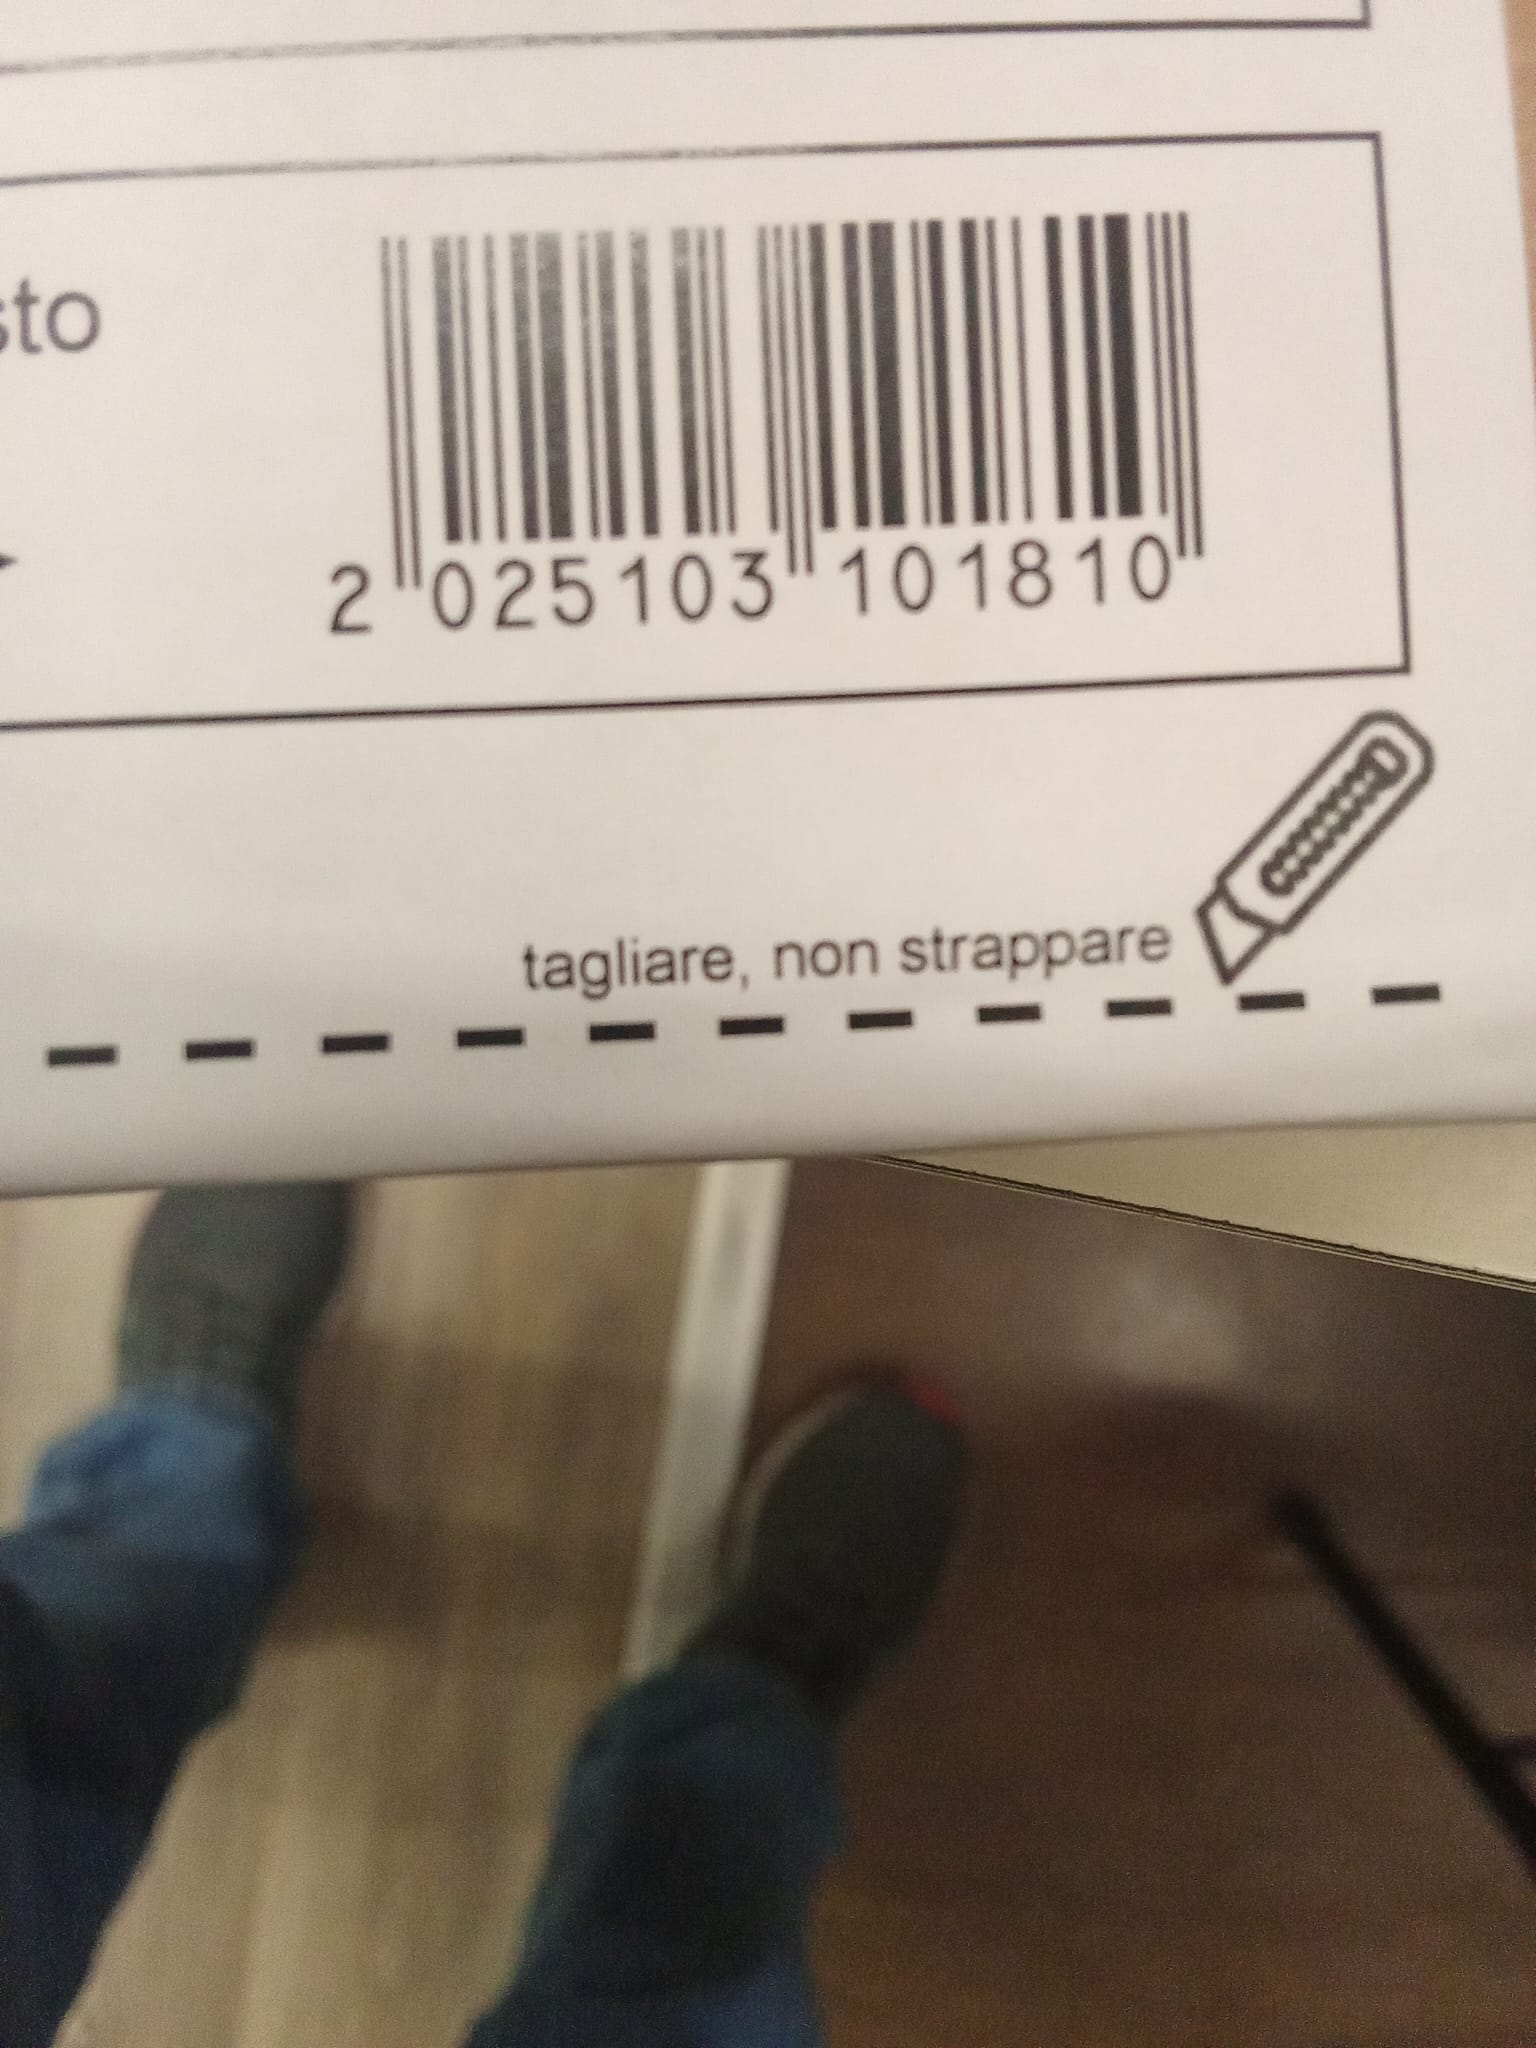 sto
2 025103 101810
tagliare, non strappare